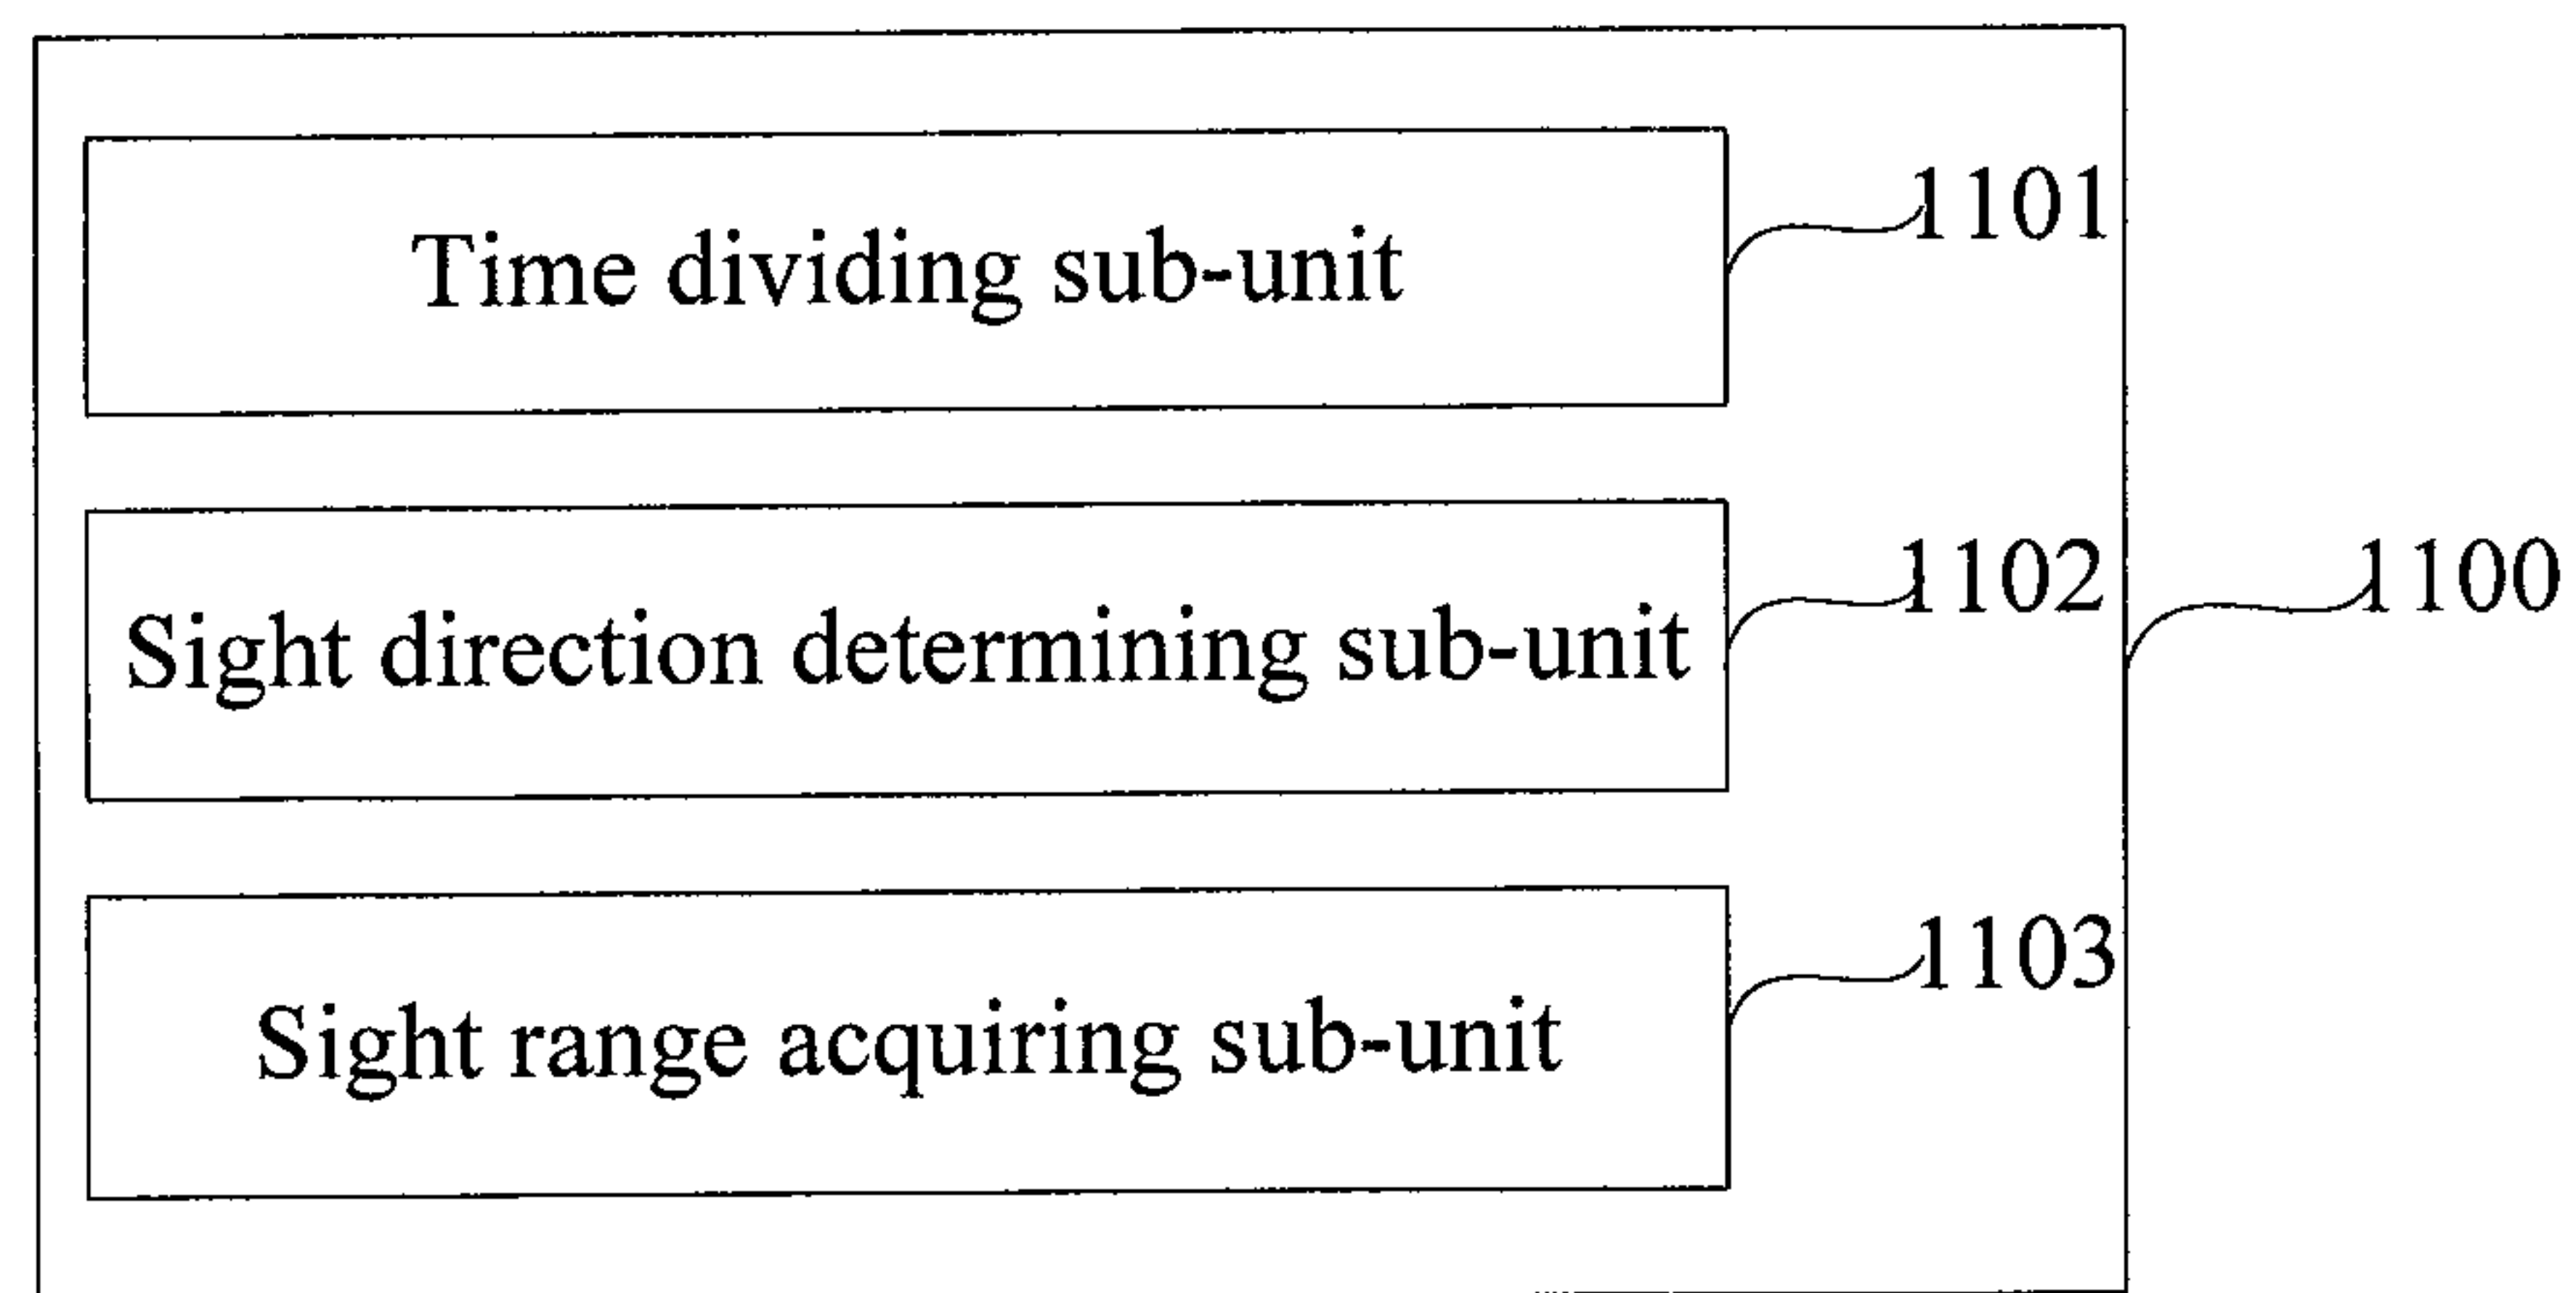 Time dividing sub-unit
1101
Sight direction determining sub-unit
1102
1100
Sight range acquiring sub-unit
1103